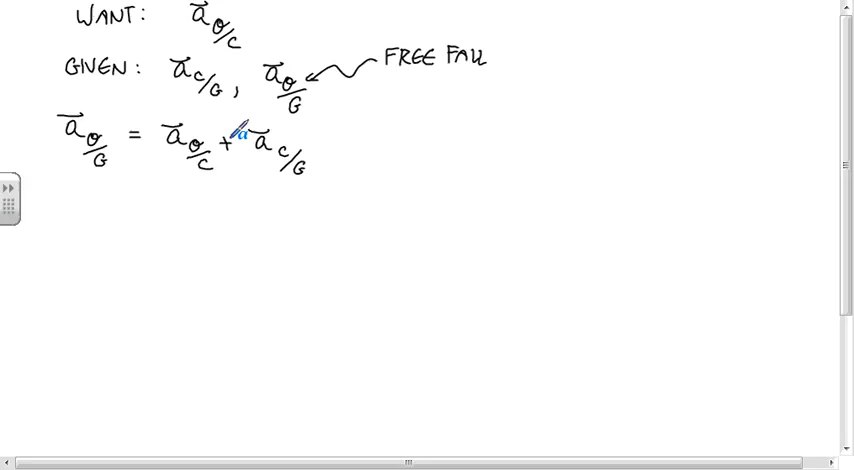 WANT: a⃗ θ/C
GIVEN: a⃗ C/G, a⃗ θ/G FREE FALL
a⃗ θ/G = a⃗ θ/C + a⃗ C/G